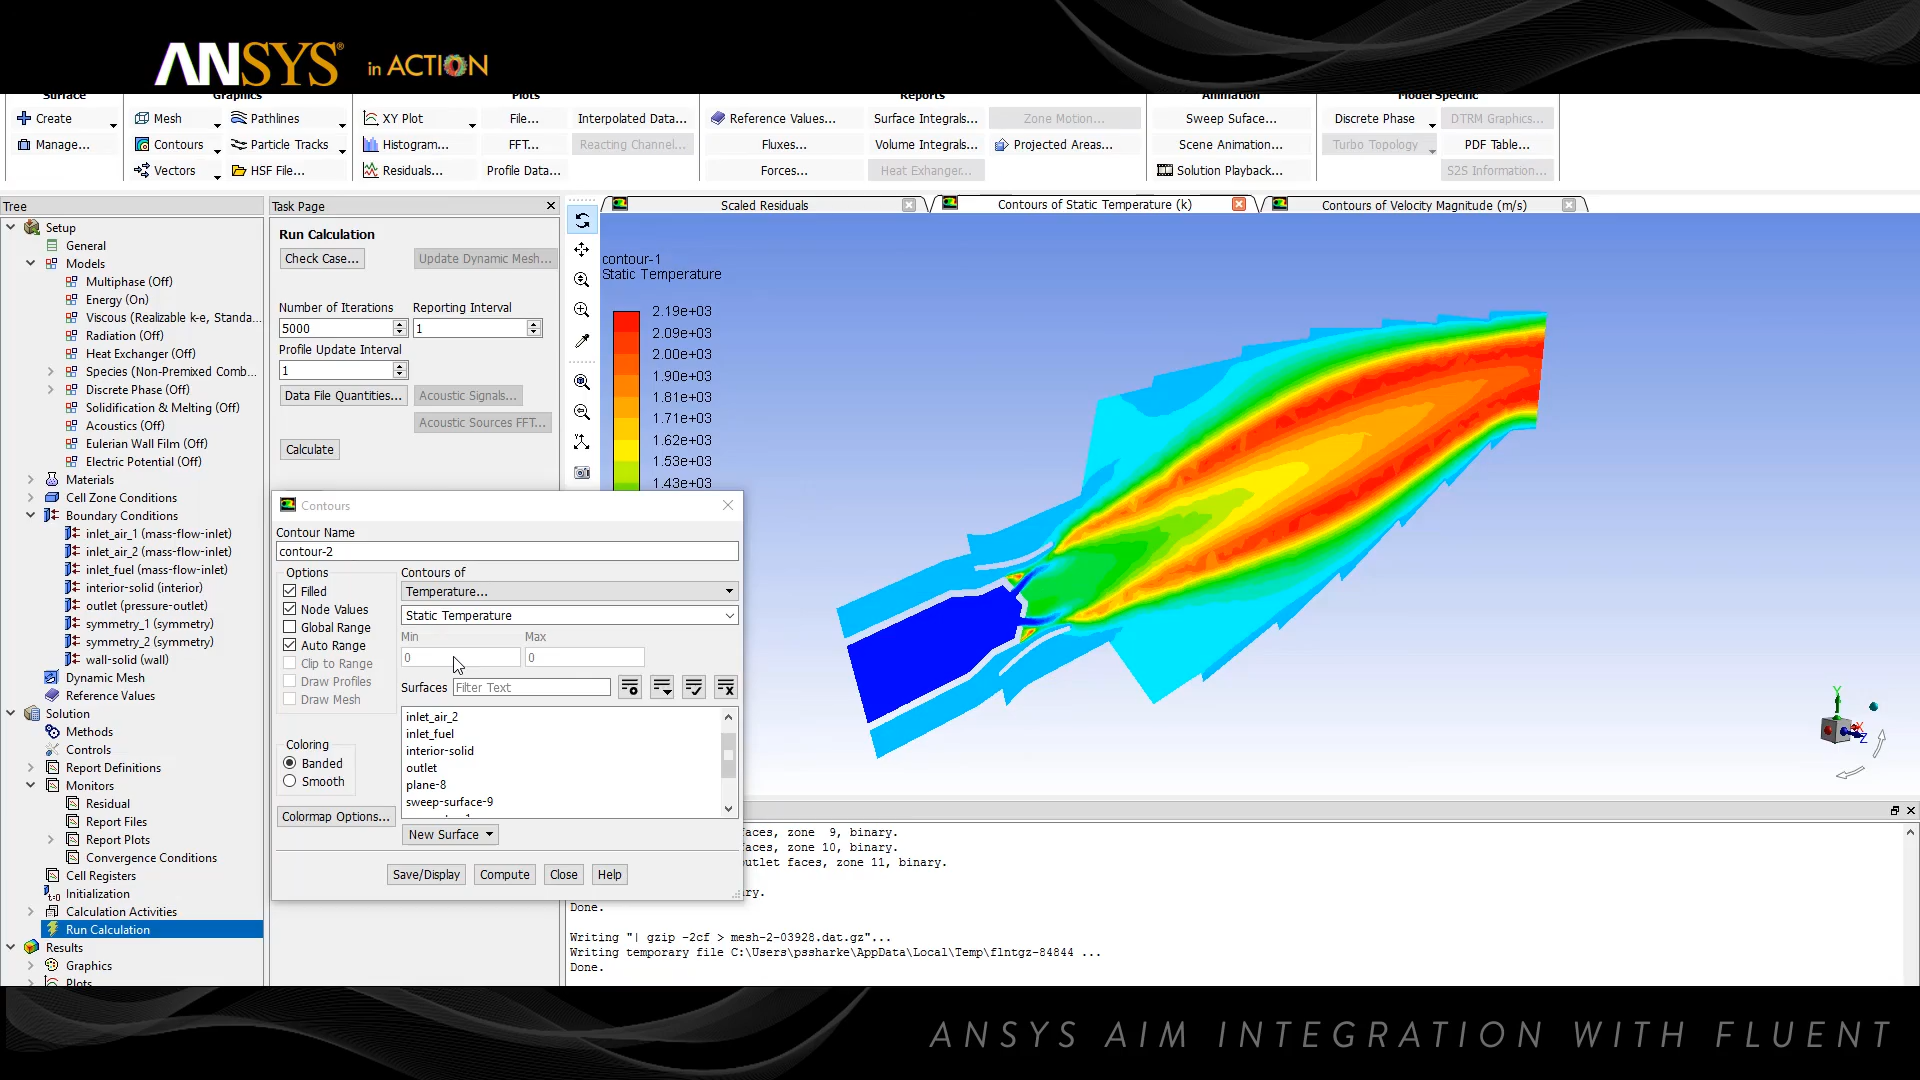 ANSYS® in ACTION
Surface
Graphics
Plots
Reports
Animation
Model Specific
Create
Mesh
Pathlines
XY Plot
File...
Interpolated Data...
Reference Values...
Surface Integrals...
Zone Motion...
Sweep Suface...
Discrete Phase
DTRM Graphics...
Manage...
Contours
Particle Tracks
Histogram...
FFT...
Reacting Channel...
Fluxes...
Volume Integrals...
Projected Areas...
Scene Animation...
Turbo Topology
PDF Table...
Vectors
HSF File...
Residuals...
Profile Data...
Forces...
Heat Exhanger...
Solution Playback...
S2S Information...
Tree
Setup
General
Models
Multiphase (Off)
Energy (On)
Viscous (Realizable k-e, Standa...
Radiation (Off)
Heat Exchanger (Off)
Species (Non-Premixed Comb...
Discrete Phase (Off)
Solidification & Melting (Off)
Acoustics (Off)
Eulerian Wall Film (Off)
Electric Potential (Off)
Materials
Cell Zone Conditions
Boundary Conditions
inlet_air_1 (mass-flow-inlet)
inlet_air_2 (mass-flow-inlet)
inlet_fuel (mass-flow-inlet)
interior-solid (interior)
outlet (pressure-outlet)
symmetry_1 (symmetry)
symmetry_2 (symmetry)
wall-solid (wall)
Dynamic Mesh
Reference Values
Solution
Methods
Controls
Report Definitions
Monitors
Residual
Report Files
Report Plots
Convergence Conditions
Cell Registers
Initialization
Calculation Activities
Run Calculation
Results
Graphics
Plots
Task Page
Run Calculation
Check Case...
Update Dynamic Mesh...
Number of Iterations
Reporting Interval
5000
1
Profile Update Interval
1
Data File Quantities...
Acoustic Signals...
Acoustic Sources FFT...
Calculate
Scaled Residuals
Contours of Static Temperature (k)
Contours of Velocity Magnitude (m/s)
contour-1
Static Temperature
2.19e+03
2.09e+03
2.00e+03
1.90e+03
1.81e+03
1.71e+03
1.62e+03
1.53e+03
1.43e+03
Contours
Contour Name
contour-2
Options
Filled
Node Values
Global Range
Auto Range
Clip to Range
Draw Profiles
Draw Mesh
Coloring
Banded
Smooth
Colormap Options...
Contours of
Temperature...
Static Temperature
Min
Max
0
0
Surfaces
Filter Text
inlet_air_2
inlet_fuel
interior-solid
outlet
plane-8
sweep-surface-9
New Surface
Save/Display
Compute
Close
Help
Y
X
Z
aces, zone  9, binary.
aces, zone 10, binary.
utlet faces, zone 11, binary.
ry.
Done.
Writing "| gzip -2cf > mesh-2-03928.dat.gz"...
Writing temporary file C:\Users\pssharke\AppData\Local\Temp\flntgz-84844 ...
Done.
ANSYS AIM INTEGRATION WITH FLUENT